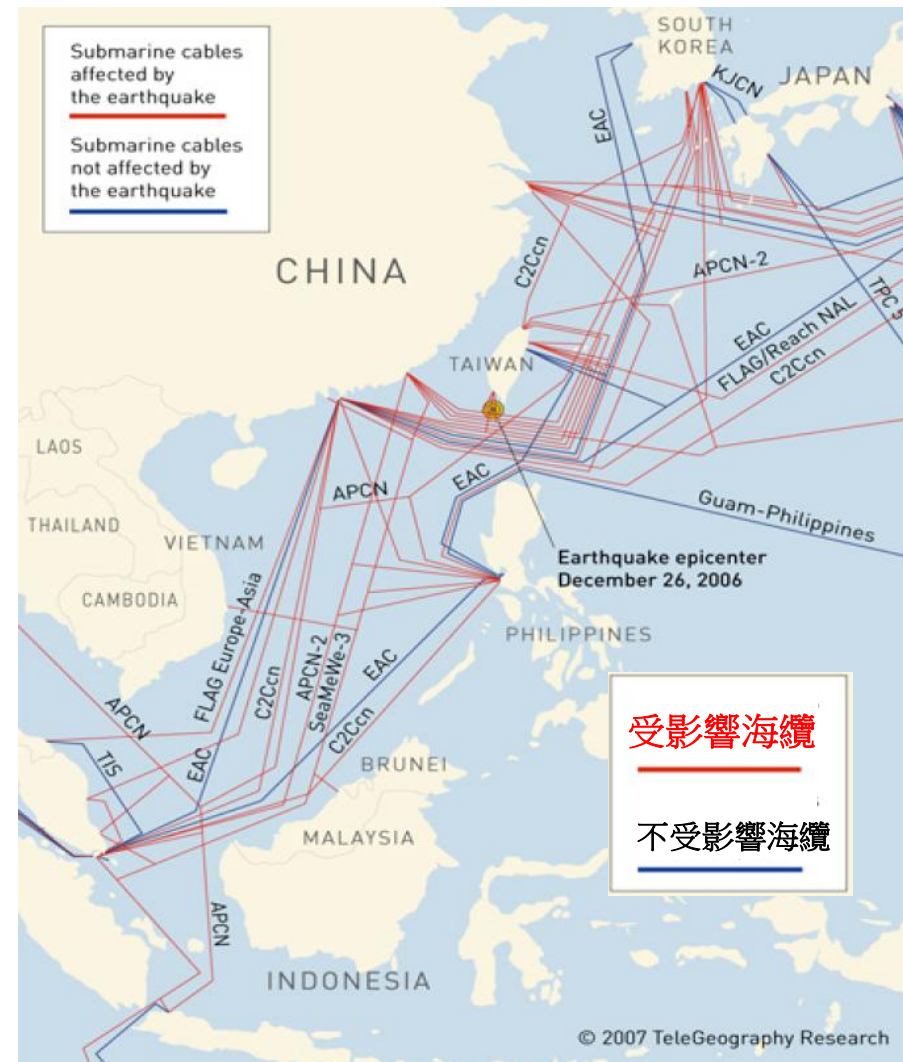 Submarine cables
affected by
the earthquake
Submarine cables
not affected by
the earthquake
SOUTH
KOREA
JAPAN
KJCN
EAC
CHINA
C2Ccn
APCN-2
TPC 5
EAC
FLAG/Reach NAL
C2Ccn
TAIWAN
LAOS
APCN
EAC
Guam-Philippines
THAILAND
VIETNAM
Earthquake epicenter
December 26, 2006
CAMBODIA
PHILIPPINES
FLAG Europe-Asia
C2Ccn
APCN-2
SeaMeWe-3
EAC
C2Ccn
APCN
TIS
EAC
BRUNEI
MALAYSIA
受影響海纜
不受影響海纜
APCN
INDONESIA
© 2007 TeleGeography Research